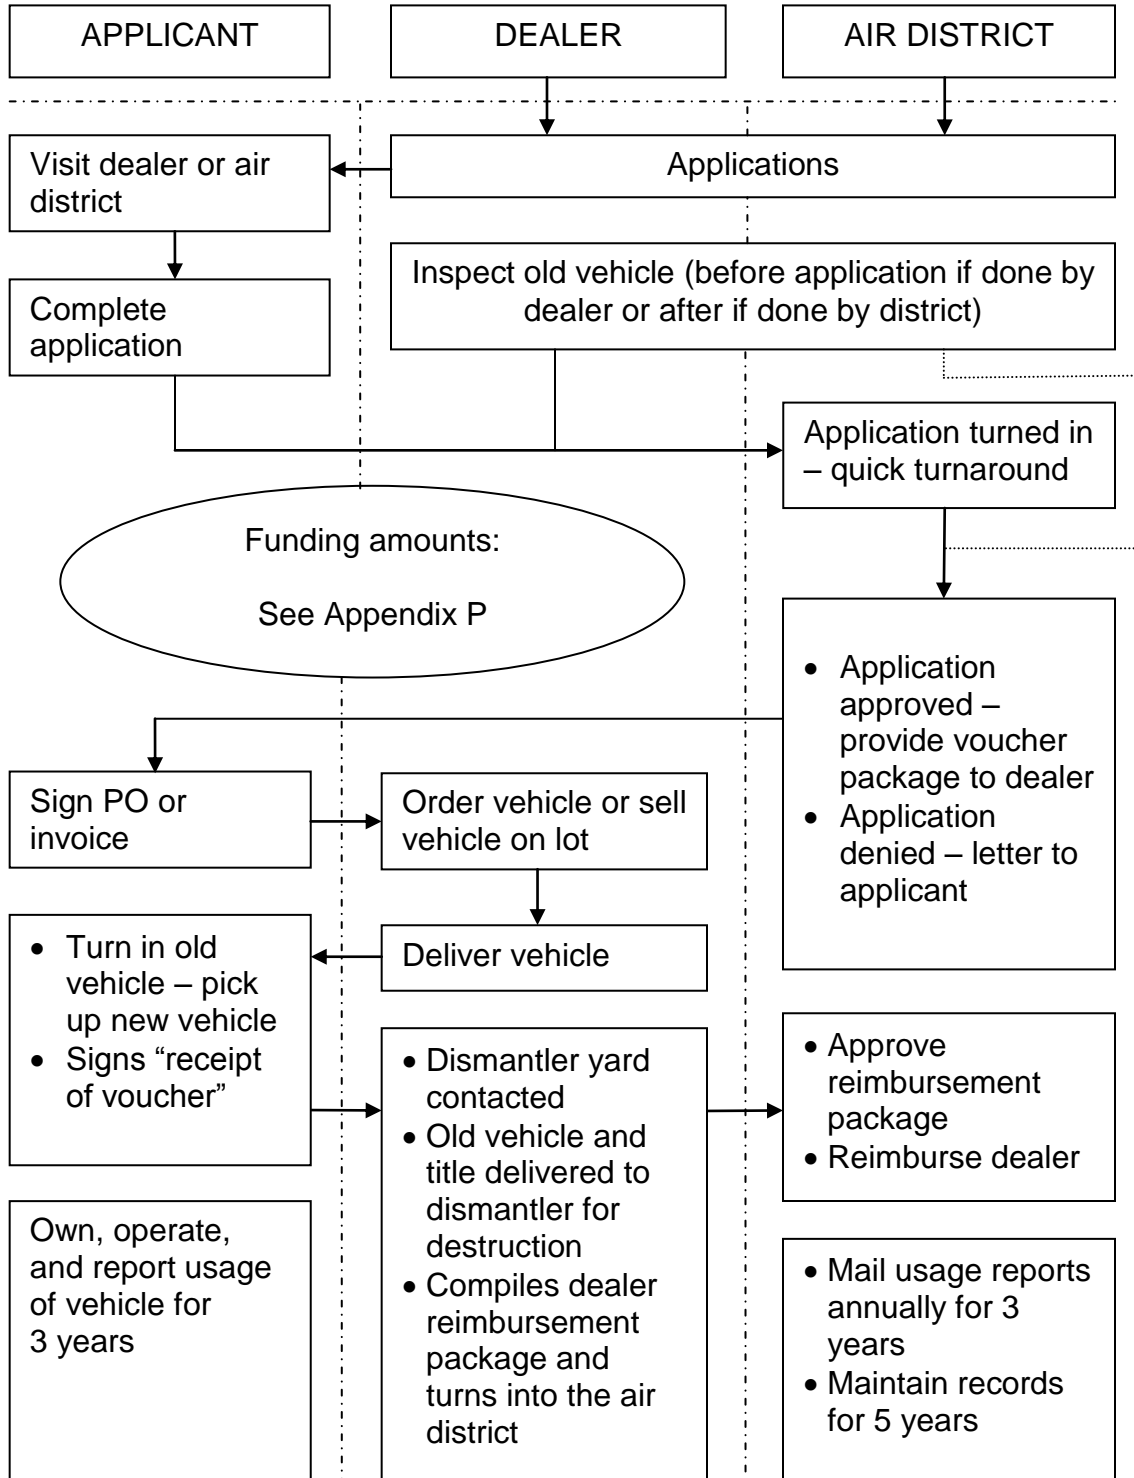 APPLICANT
DEALER
AIR DISTRICT
Visit dealer or air
district
Applications
Complete
application
Inspect old vehicle (before application if done by
dealer or after if done by district)
Application turned in
– quick turnaround
Funding amounts:
See Appendix P
• Application
approved –
provide voucher
package to dealer
• Application
denied – letter to
applicant
Sign PO or
invoice
Order vehicle or sell
vehicle on lot
Deliver vehicle
• Turn in old
vehicle – pick
up new vehicle
• Signs “receipt
of voucher”
• Dismantler yard
contacted
• Old vehicle and
title delivered to
dismantler for
destruction
• Compiles dealer
reimbursement
package and
turns into the air
district
• Approve
reimbursement
package
• Reimburse dealer
Own, operate,
and report usage
of vehicle for
3 years
• Mail usage reports
annually for 3
years
• Maintain records
for 5 years